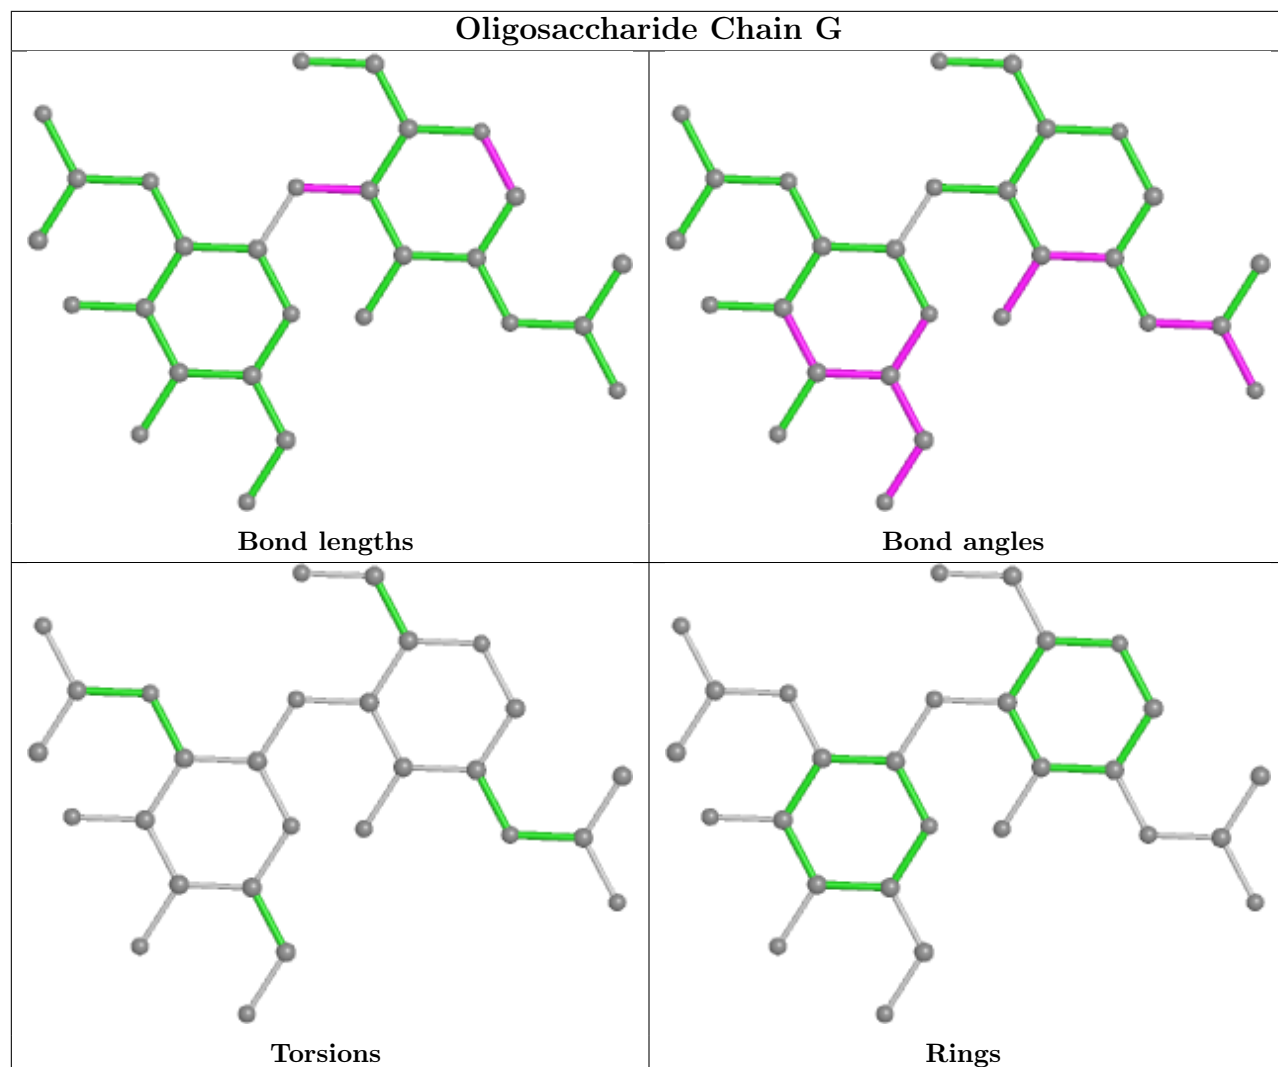 Oligosaccharide Chain G
Bond lengths
Bond angles
Torsions
Rings